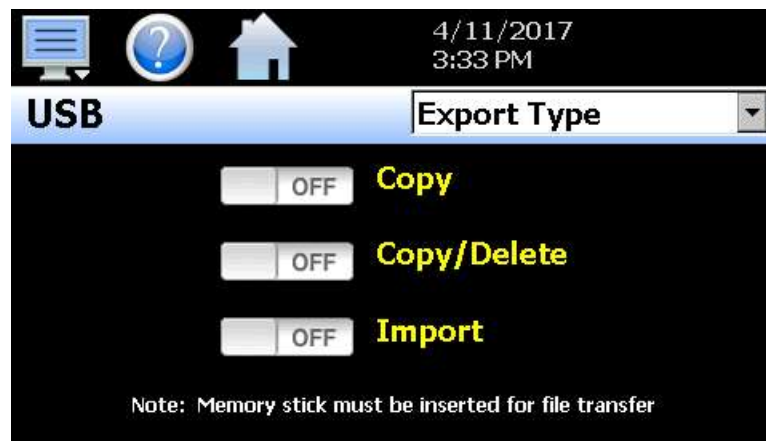 ?
4/11/2017
3:33 PM
USB
Export Type
OFF Copy
OFF Copy/Delete
OFF Import
Note: Memory stick must be inserted for file transfer